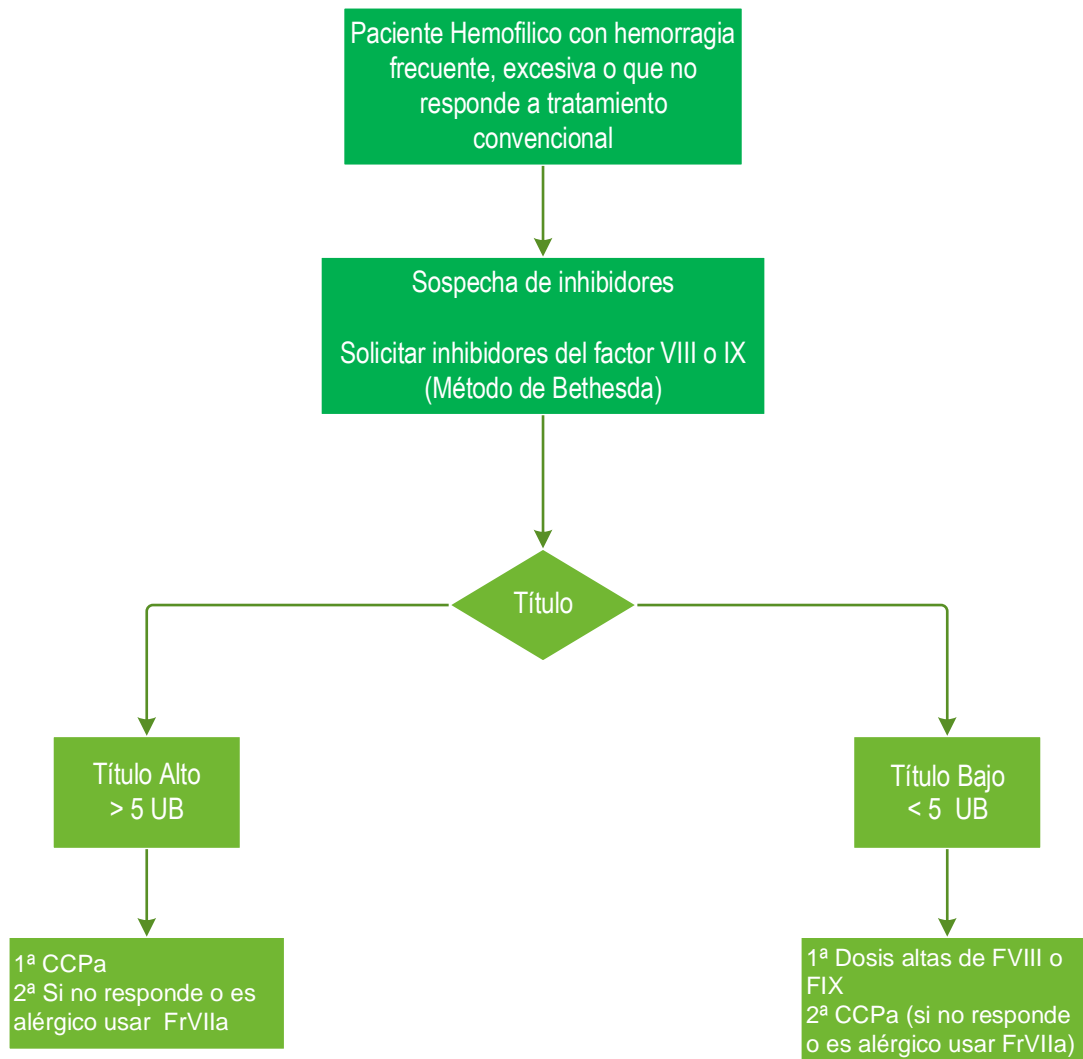 Paciente Hemofilico con hemorragia
frecuente, excesiva o que no
responde a tratamiento
convencional
Sospecha de inhibidores
Solicitar inhibidores del factor VIII o IX
(Método de Bethesda)
Título
Título Alto
> 5 UB
Título Bajo
< 5 UB
1ª CCPa
2ª Si no responde o es
alérgico usar FrVIIa
1ª Dosis altas de FVIII o
FIX
2ª CCPa (si no responde
o es alérgico usar FrVIIa)